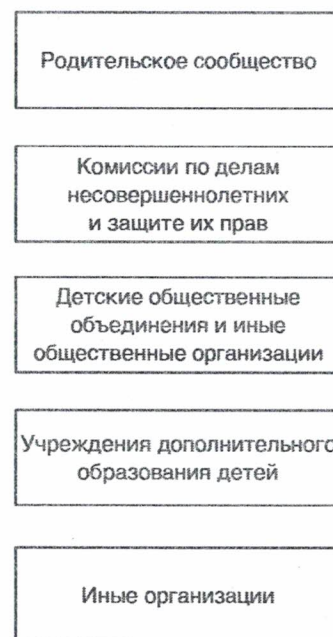 Родительское сообщество
Комиссии по делам
несовершеннолетних
и защите их прав
Детские общественные
объединения и иные
общественные организации
Учреждения дополнительного
образования детей
Иные организации